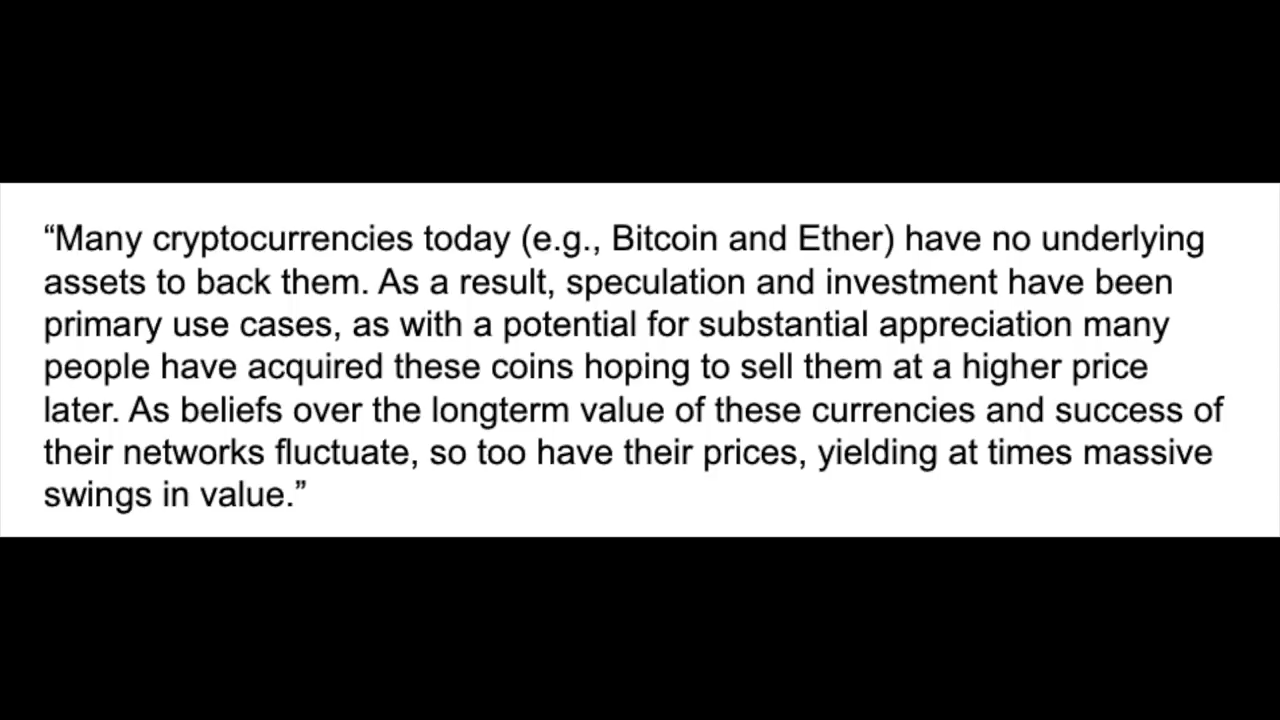 “Many cryptocurrencies today (e.g., Bitcoin and Ether) have no underlying
assets to back them. As a result, speculation and investment have been
primary use cases, as with a potential for substantial appreciation many
people have acquired these coins hoping to sell them at a higher price
later. As beliefs over the longterm value of these currencies and success of
their networks fluctuate, so too have their prices, yielding at times massive
swings in value.”